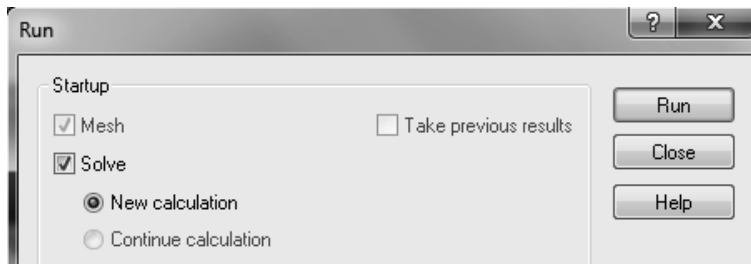 Run
? X
Startup
Mesh
Take previous results
Solve
New calculation
Continue calculation
Run
Close
Help